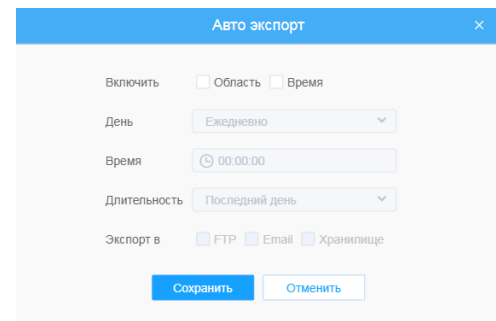 Авто экспорт
Включить Область Время
День Ежедневно
Время 00:00:00
Длительность Последний день
Экспорт в FTP Email Хранилище
Сохранить Отменить